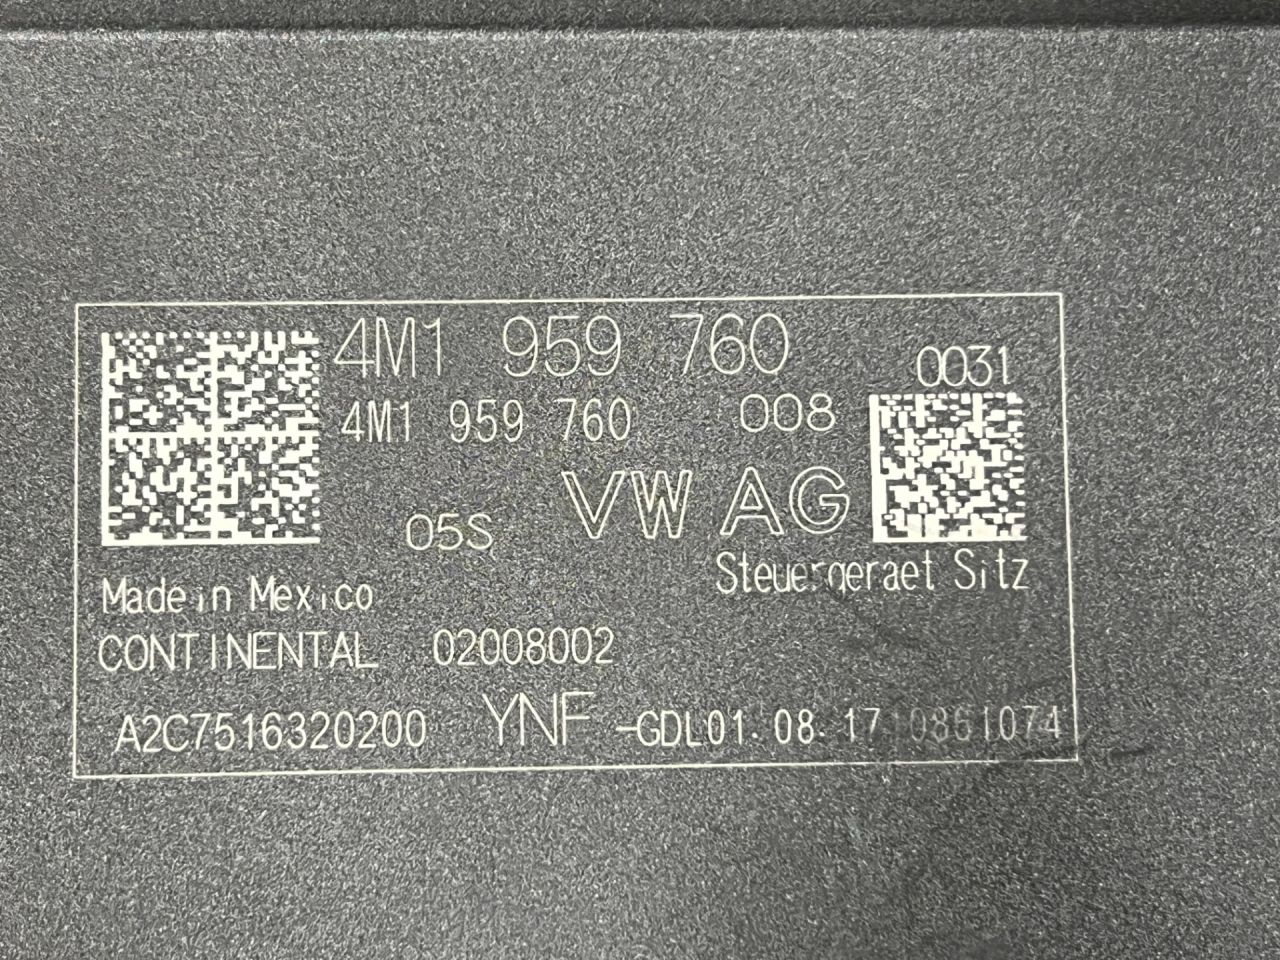 4M1 959 760
0031
4M1 959 760 008
05S VW AG
Steuergeraet Sitz
Made in Mexico
CONTINENTAL 02008002
A2C7516320200 YNF -GDL01.08.17